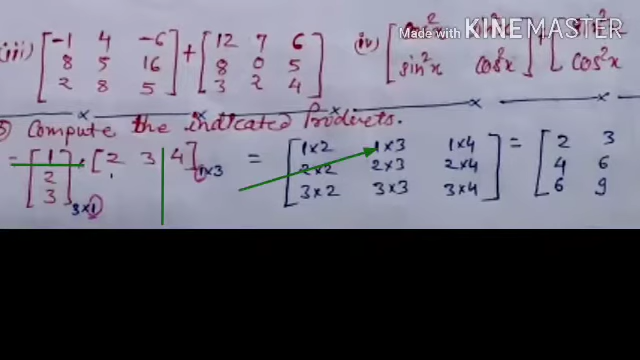 Made with KINEMASTER
(iii) [-1 4 -6] + [12 7 6] iv) [ cos²x ] + [ sin²x
8 5 16 8 0 5 sin²x cos²x cos²x
2 8 5 3 2 4
Compute the indicated Products.
[1] [2 3 4] 1×3 = [1×2 1×3 1×4] = [2 3
2 2×2 2×3 2×4 4 6
3 3×1 3×2 3×3 3×4 6 9